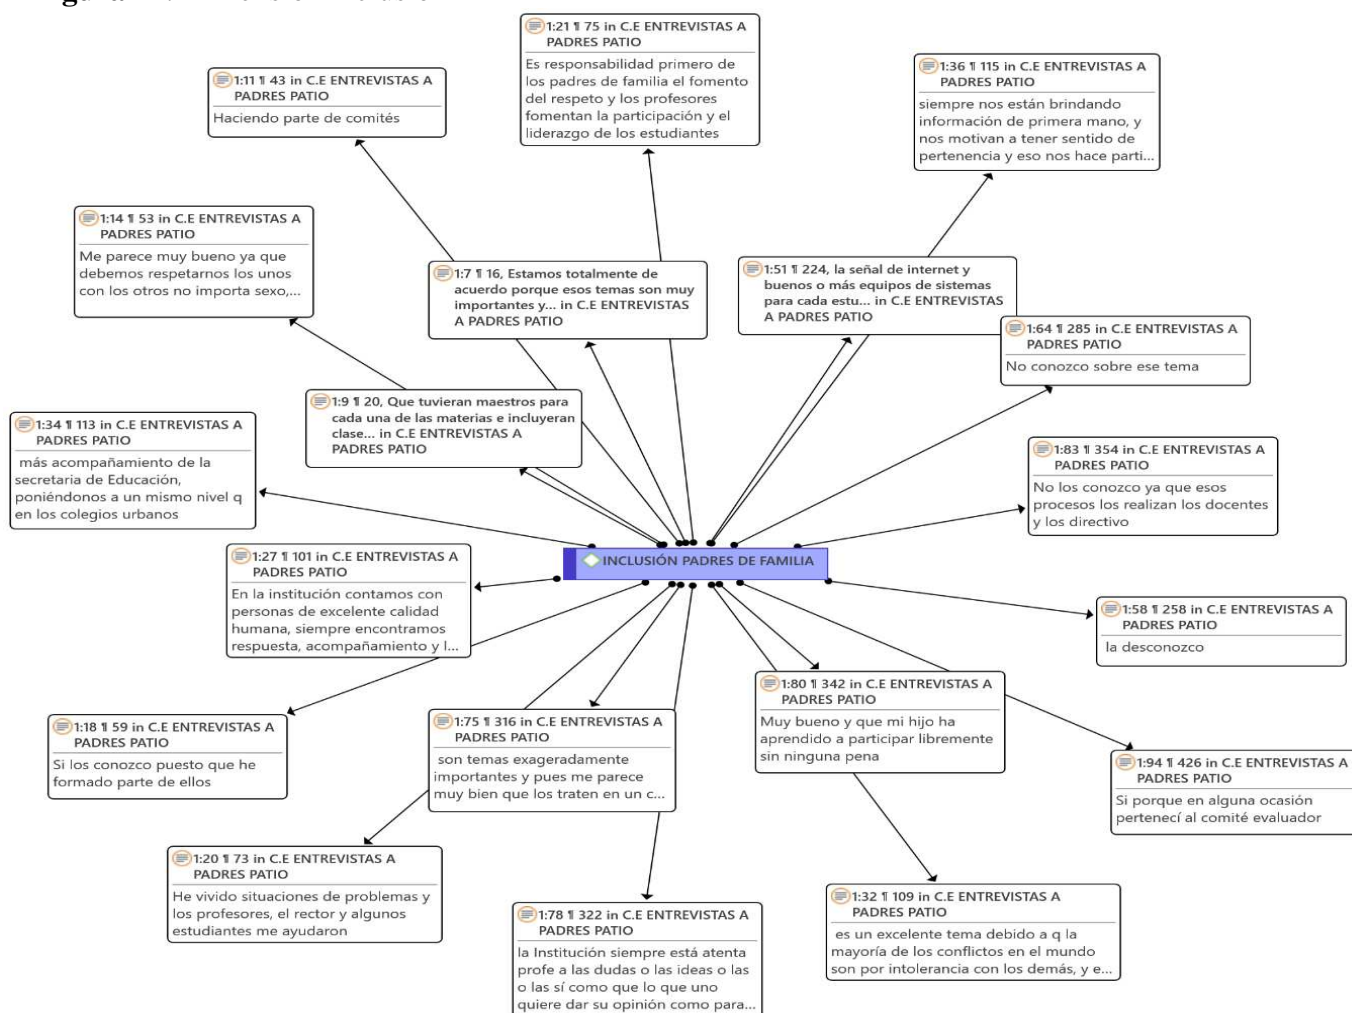 1:21 ¶ 75 in C.E ENTREVISTAS A
PADRES PATIO
Es responsabilidad primero de
los padres de familia el fomento
del respeto y los profesores
fomentan la participación y el
liderazgo de los estudiantes
1:11 ¶ 43 in C.E ENTREVISTAS A
PADRES PATIO
Haciendo parte de comités
1:36 ¶ 115 in C.E ENTREVISTAS A
PADRES PATIO
siempre nos están brindando
información de primera mano, y
nos motivan a tener sentido de
pertenencia y eso nos hace parti...
1:14 ¶ 53 in C.E ENTREVISTAS A
PADRES PATIO
Me parece muy bueno ya que
debemos respetarnos los unos
con los otros no importa sexo,...
1:7 ¶ 16, Estamos totalmente de
acuerdo porque esos temas son muy
importantes y... in C.E ENTREVISTAS
A PADRES PATIO
1:51 ¶ 224, la señal de internet y
buenos o más equipos de sistemas
para cada estu... in C.E ENTREVISTAS
A PADRES PATIO
1:64 ¶ 285 in C.E ENTREVISTAS A
PADRES PATIO
No conozco sobre ese tema
1:9 ¶ 20, Que tuvieran maestros para
cada una de las materias e incluyeran
clase... in C.E ENTREVISTAS A
PADRES PATIO
1:34 ¶ 113 in C.E ENTREVISTAS A
PADRES PATIO
más acompañamiento de la
secretaria de Educación,
poniéndonos a un mismo nivel q
en los colegios urbanos
1:83 ¶ 354 in C.E ENTREVISTAS A
PADRES PATIO
No los conozco ya que esos
procesos los realizan los docentes
y los directivo
1:27 ¶ 101 in C.E ENTREVISTAS A
PADRES PATIO
En la institución contamos con
personas de excelente calidad
humana, siempre encontramos
respuesta, acompañamiento y l...
INCLUSIÓN PADRES DE FAMILIA
1:58 ¶ 258 in C.E ENTREVISTAS A
PADRES PATIO
la desconozco
1:80 ¶ 342 in C.E ENTREVISTAS A
PADRES PATIO
Muy bueno y que mi hijo ha
aprendido a participar libremente
sin ninguna pena
1:18 ¶ 59 in C.E ENTREVISTAS A
PADRES PATIO
Si los conozco puesto que he
formado parte de ellos
1:75 ¶ 316 in C.E ENTREVISTAS A
PADRES PATIO
son temas exageradamente
importantes y pues me parece
muy bien que los traten en un c...
1:94 ¶ 426 in C.E ENTREVISTAS A
PADRES PATIO
Si porque en alguna ocasión
pertenecí al comité evaluador
1:20 ¶ 73 in C.E ENTREVISTAS A
PADRES PATIO
He vivido situaciones de problemas y
los profesores, el rector y algunos
estudiantes me ayudaron
1:32 ¶ 109 in C.E ENTREVISTAS A
PADRES PATIO
es un excelente tema debido a q la
mayoría de los conflictos en el mundo
son por intolerancia con los demás, y e...
1:78 ¶ 322 in C.E ENTREVISTAS A
PADRES PATIO
la Institución siempre está atenta
profe a las dudas o las ideas o las
o las sí como que lo que uno
quiere dar su opinión como para...